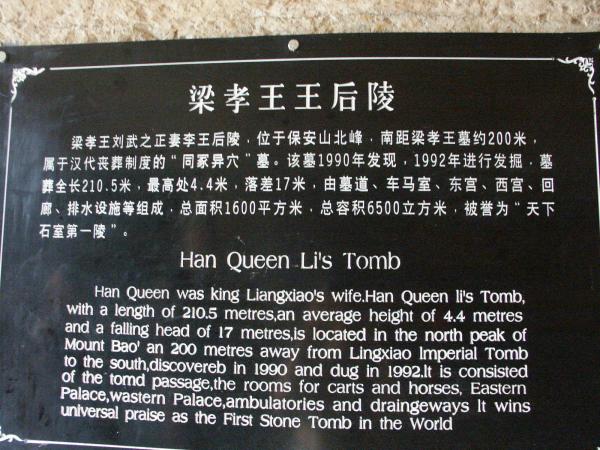 梁孝王王后陵
梁孝王刘武之正妻李王后陵，位于保安山北峰，南距梁孝王墓约200米，
属于汉代丧葬制度的“同冢异穴”墓。该墓1990年发现，1992年进行发掘，墓
葬全长210.5米，最高处4.4米，落差17米，由墓道、车马室、东宫、西宫、回
廊、排水设施等组成，总面积1600平方米，总容积6500立方米，被誉为“天下
石室第一陵”。
Han Queen Li's Tomb
Han Queen was king Liangxiao's wife.Han Queen li's Tomb,
with a length of 210.5 metres,an average height of 4.4 metres
and a falling head of 17 metres,is located in the north peak of
Mount Bao' an 200 metres away from Lingxiao Imperial Tomb
to the south,discovereb in 1990 and dug in 1992.It is consisted
of the tomd passage,the rooms for carts and horses, Eastern
Palace,wastern Palace,ambulatories and draingeways It wins
universal praise as the First Stone Tomb in the World